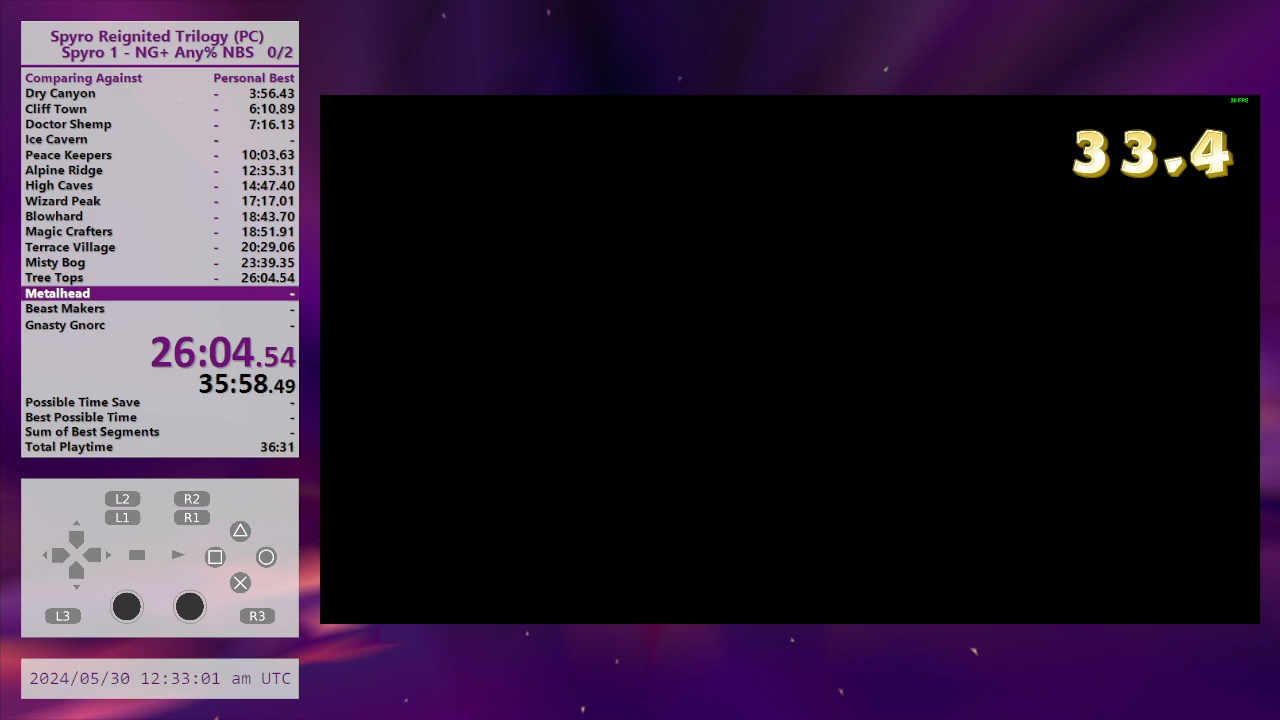 Spyro Reignited Trilogy (PC)
Spyro 1 - NG+ Any% NBS 0/2
Comparing Against Personal Best
Dry Canyon - 3:56.43
Cliff Town - 6:10.89
Doctor Shemp - 7:16.13
Ice Cavern - -
Peace Keepers - 10:03.63
Alpine Ridge - 12:35.31
High Caves - 14:47.40
Wizard Peak - 17:17.01
Blowhard - 18:43.70
Magic Crafters - 18:51.91
Terrace Village - 20:29.06
Misty Bog - 23:39.35
Tree Tops - 26:04.54
Metalhead -
Beast Makers -
Gnasty Gnorc -
26:04.54
35:58.49
Possible Time Save -
Best Possible Time -
Sum of Best Segments -
Total Playtime 36:31
L2 R2
L1 R1
L3 R3
2024/05/30 12:33:01 am UTC
30 FPS
33.4